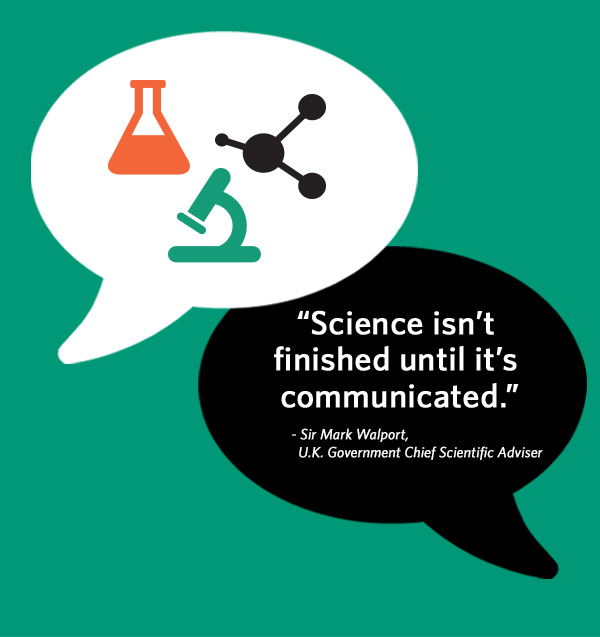 “Science isn’t
finished until it’s
communicated.”
- Sir Mark Walport,
U.K. Government Chief Scientific Adviser